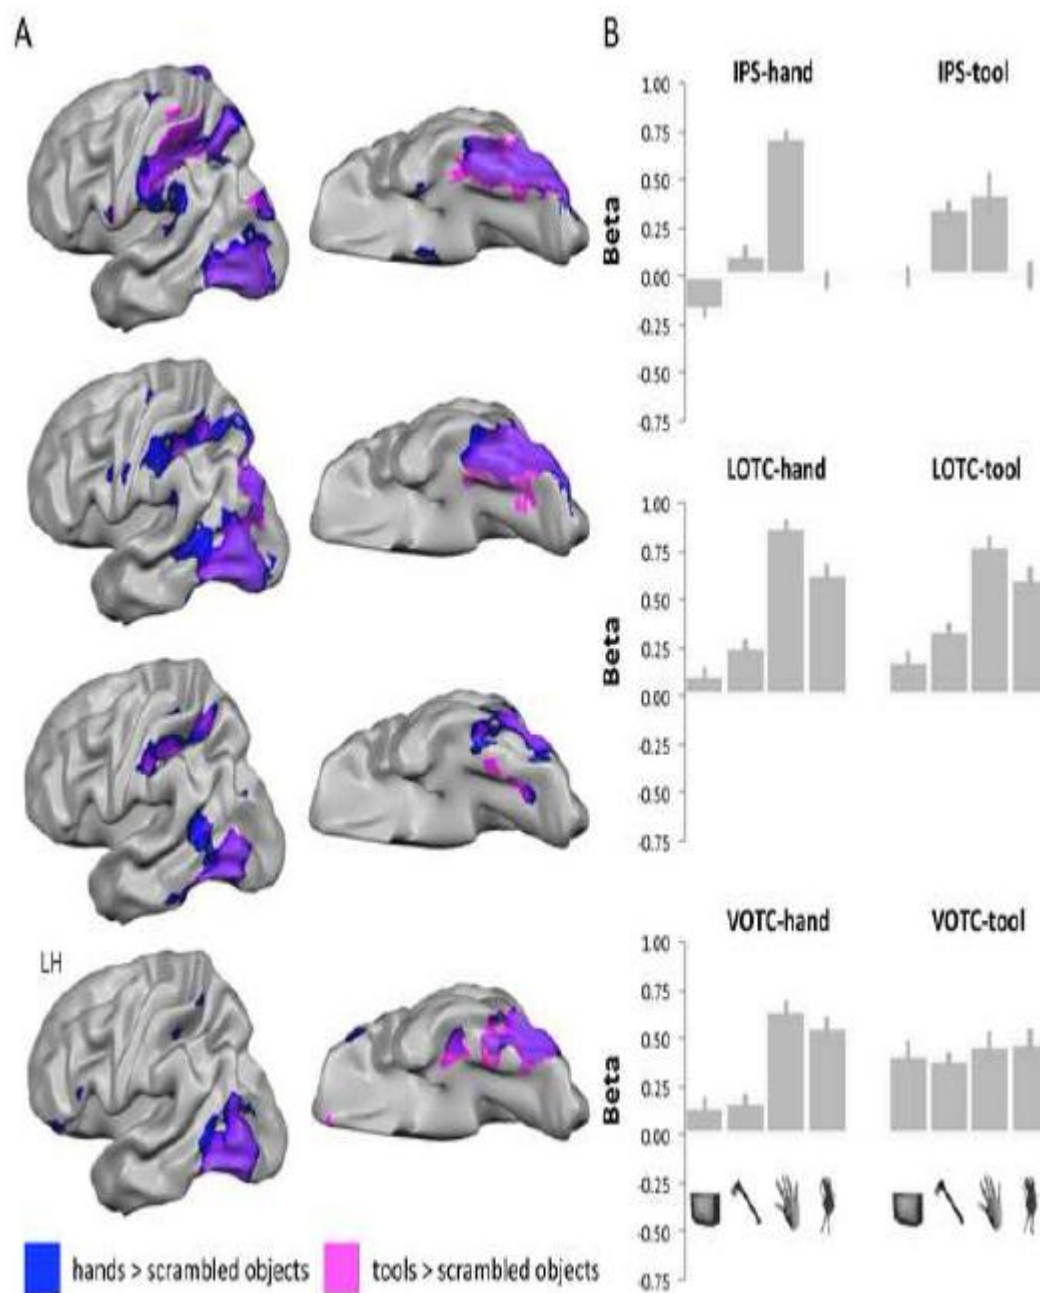 A
B
IPS-hand
IPS-tool
1.00
0.75
0.50
0.25
0.00
-0.25
-0.50
-0.75
Beta
LOTC-hand
LOTC-tool
1.00
0.75
0.50
0.25
0.00
-0.25
-0.50
-0.75
Beta
VOTC-hand
VOTC-tool
1.00
0.75
0.50
0.25
0.00
-0.25
-0.50
-0.75
Beta
LH
hands > scrambled objects
tools > scrambled objects